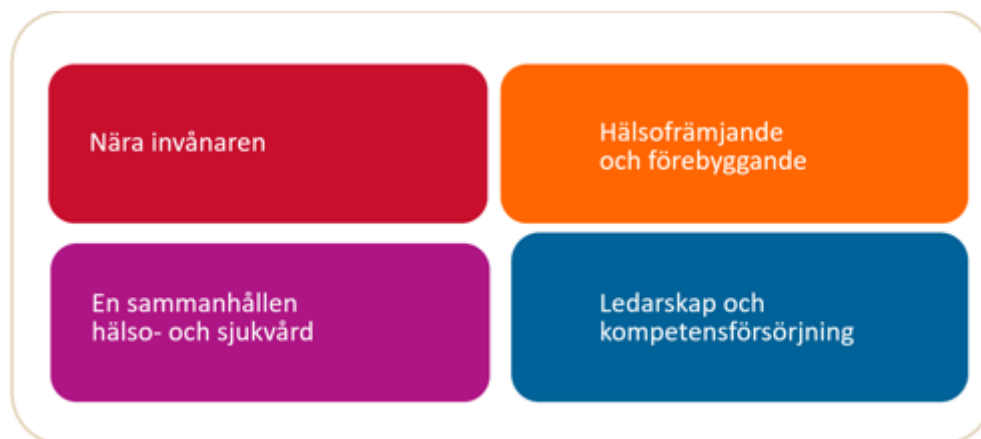 Nära invånaren
Hälsofrämjande
och förebyggande
En sammanhållen
hälso- och sjukvård
Ledarskap och
kompetensförsörjning